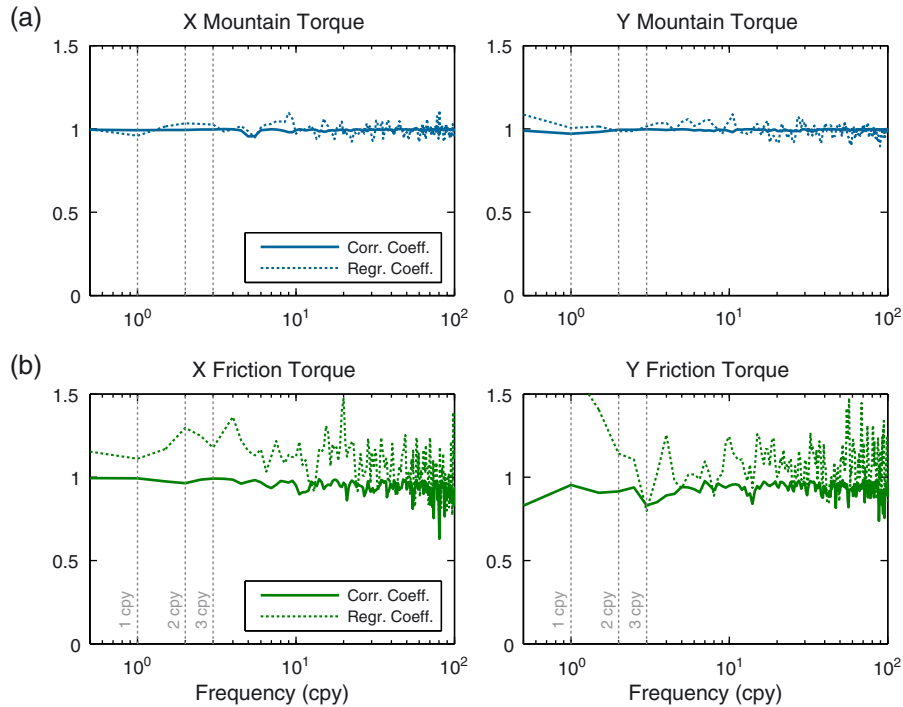 (a)
X Mountain Torque
Y Mountain Torque
1.5
1
0.5
0
Corr. Coeff.
Regr. Coeff.
10^0
10^1
10^2
1.5
1
0.5
0
10^0
10^1
10^2
(b)
X Friction Torque
Y Friction Torque
1.5
1
0.5
0
1 cpy
2 cpy
3 cpy
Corr. Coeff.
Regr. Coeff.
10^0
10^1
10^2
Frequency (cpy)
1.5
1
0.5
0
1 cpy
2 cpy
3 cpy
10^0
10^1
10^2
Frequency (cpy)